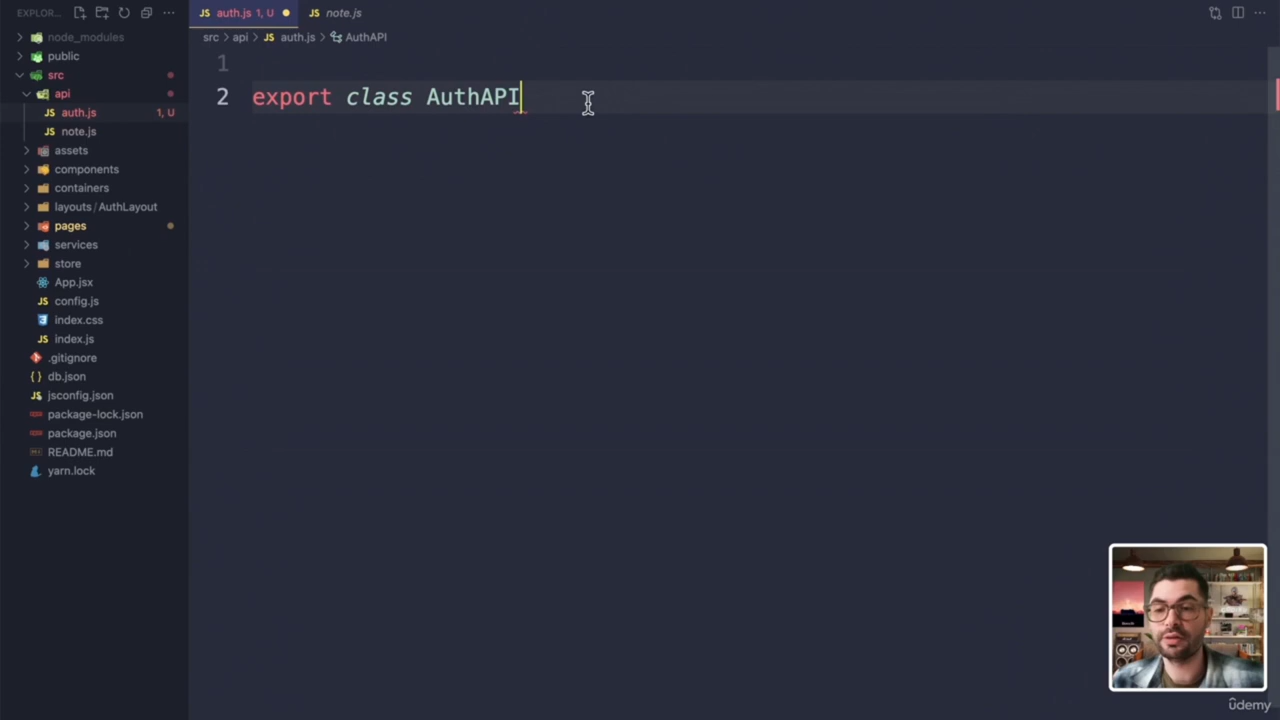 EXPLOR...
JS auth.js 1, U
JS note.js
src > api > JS auth.js > AuthAPI
node_modules
public
src
api
JS auth.js 1, U
JS note.js
assets
components
containers
layouts / AuthLayout
pages
services
store
App.jsx
JS config.js
index.css
JS index.js
.gitignore
{ } db.json
jsconfig.json
package-lock.json
package.json
README.md
yarn.lock
1
2 export class AuthAPI
ûdemy